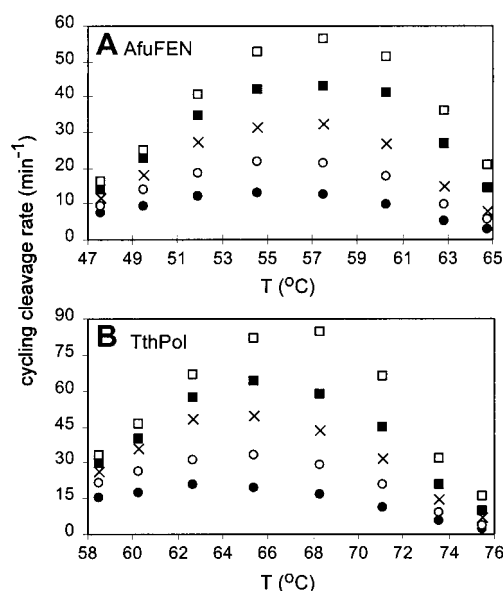 A AfuFEN
60
50
40
30
20
10
0
47 49 51 53 55 57 59 61 63 65
T (°C)
cycling cleavage rate (min⁻¹)
B TthPol
90
75
60
45
30
15
0
58 60 62 64 66 68 70 72 74 76
T (°C)